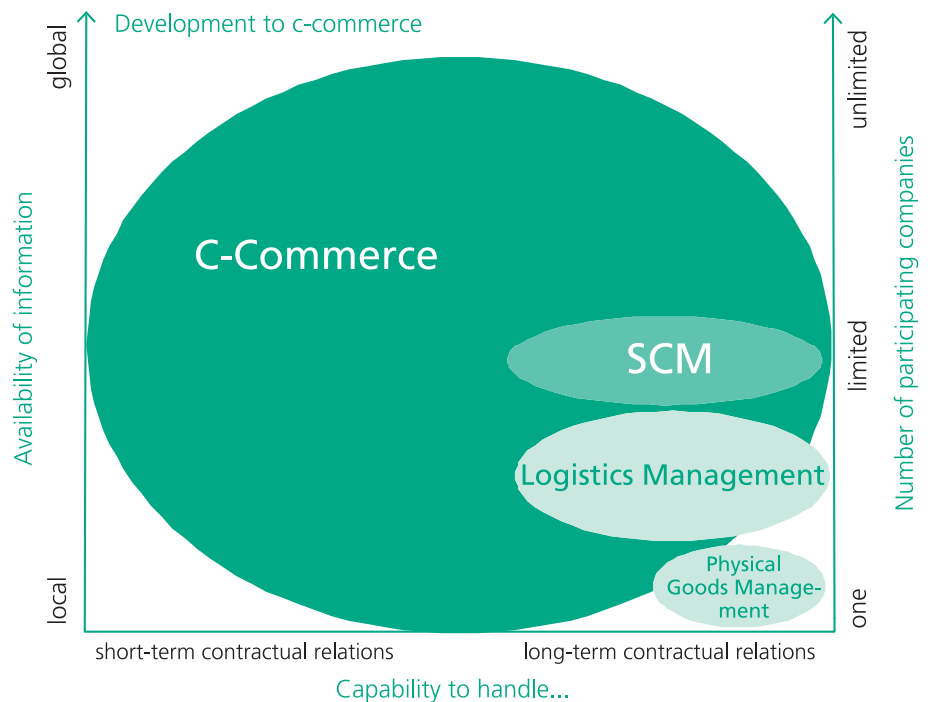 Development to c-commerce
global
unlimited
Availability of information
Number of participating companies
C-Commerce
SCM
limited
Logistics Management
Physical
Goods Manage-
ment
local
one
short-term contractual relations
long-term contractual relations
Capability to handle...